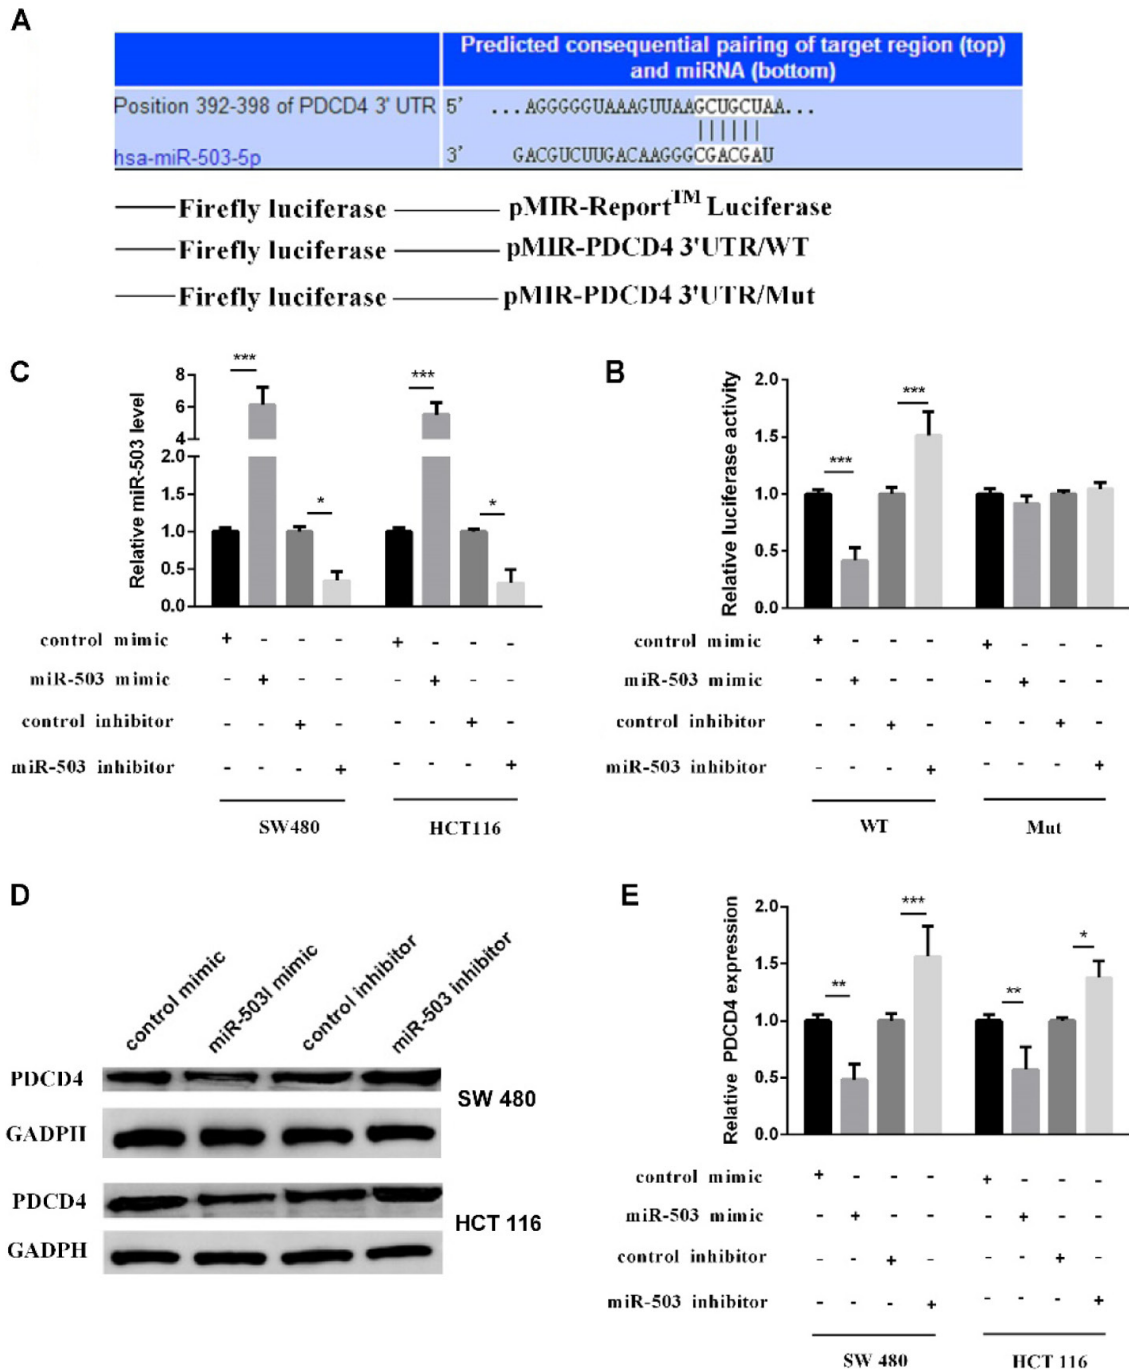 A
Predicted consequential pairing of target region (top)
and miRNA (bottom)
Position 392-398 of PDCD4 3' UTR 5' ...AGGGGGUAAAGUUAAGCUGCUAA...
hsa-miR-503-5p 3' GACGUCUUGACAAGGGCGACGAU
Firefly luciferase pMIR-Report™ Luciferase
Firefly luciferase pMIR-PDCD4 3'UTR/WT
Firefly luciferase pMIR-PDCD4 3'UTR/Mut
C
Relative miR-503 level
8
6
4
2.0
1.5
1.0
0.5
0.0
*** * *** *
control mimic + - - - + - - -
miR-503 mimic - + - - - + - -
control inhibitor - - + - - - + -
miR-503 inhibitor - - - + - - - +
SW480 HCT116
B
Relative luciferase activity
2.0
1.5
1.0
0.5
0.0
*** ***
control mimic + - - - + - - -
miR-503 mimic - + - - - + - -
control inhibitor - - + - - - + -
miR-503 inhibitor - - - + - - - +
WT Mut
D
control mimic
miR-503l mimic
control inhibitor
miR-503 inhibitor
PDCD4
SW 480
GADPH
PDCD4
HCT 116
GADPH
E
Relative PDCD4 expression
2.0
1.5
1.0
0.5
0.0
** *** ** *
control mimic + - - - + - - -
miR-503 mimic - + - - - + - -
control inhibitor - - + - - - + -
miR-503 inhibitor - - - + - - - +
SW 480 HCT 116